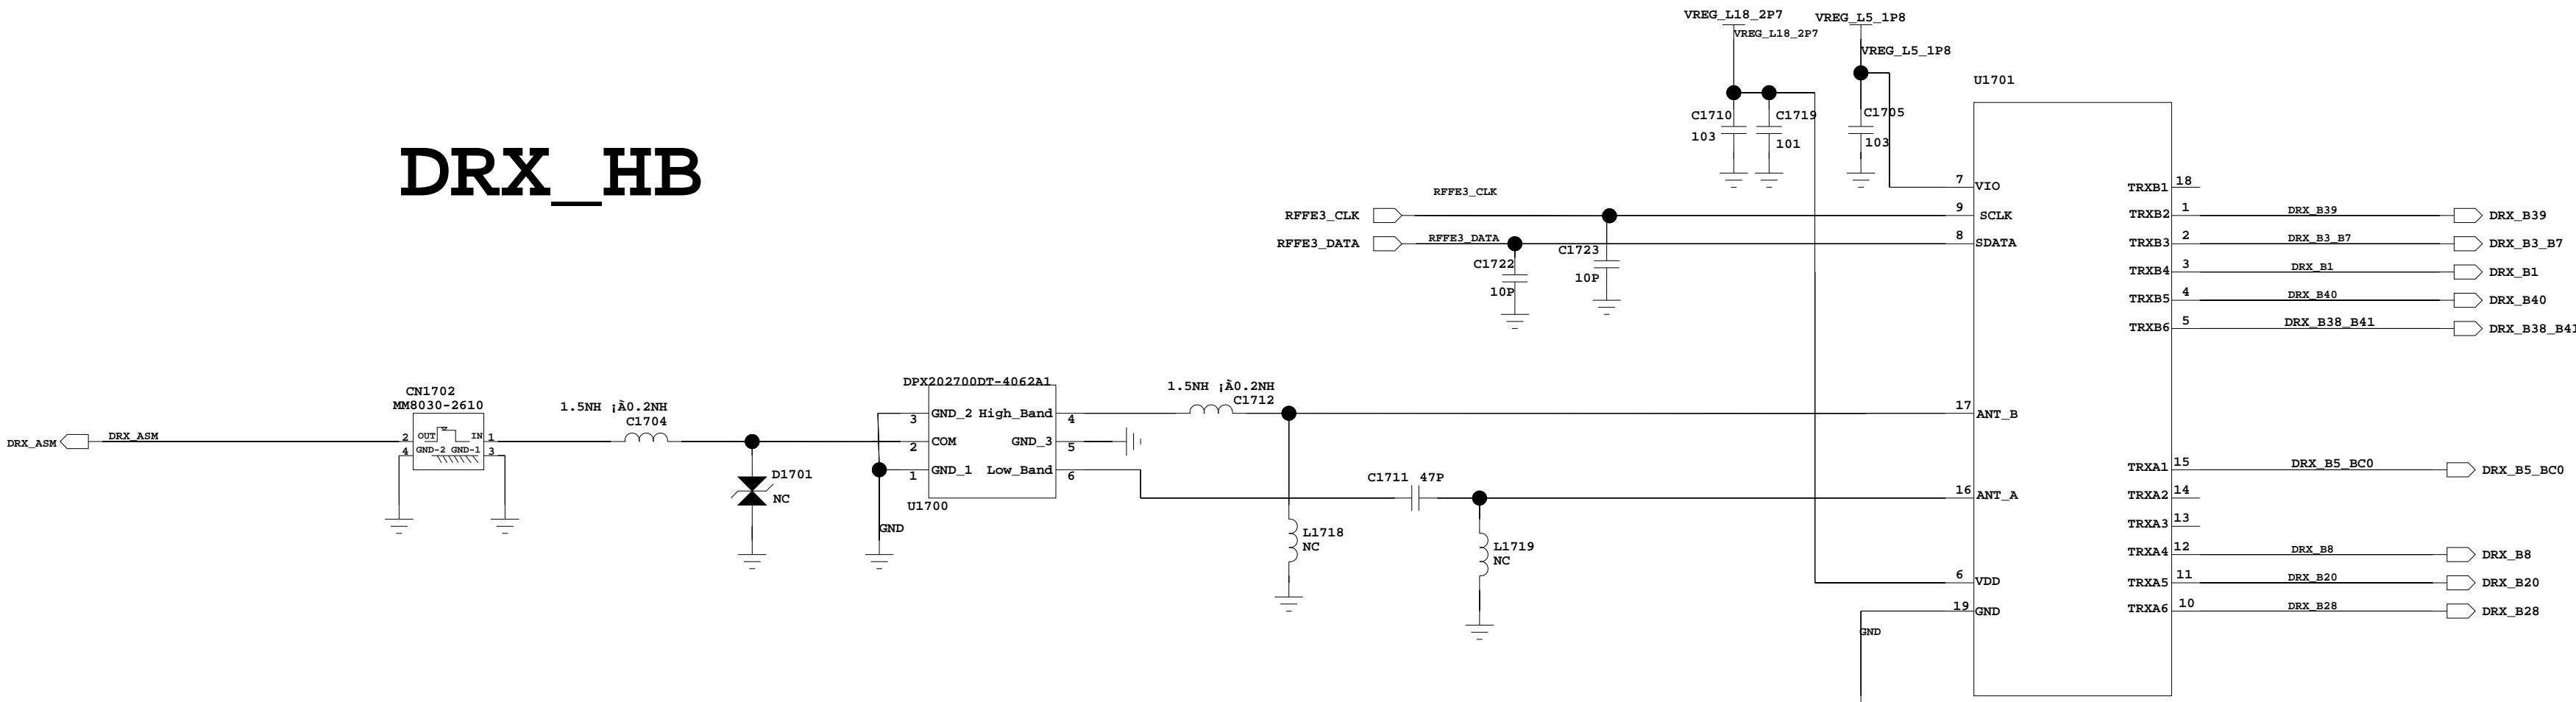 VREG_L18_2P7
VREG_L5_1P8
VREG_L18_2P7
VREG_L5_1P8
U1701
C1710
103
C1719
101
C1705
103
DRX_HB
RFFE3_CLK
RFFE3_CLK
RFFE3_DATA
RFFE3_DATA
C1722
10P
C1723
10P
7 VIO
9 SCLK
8 SDATA
17 ANT_B
16 ANT_A
6 VDD
19 GND
GND
TRXB1 18
TRXB2 1 DRX_B39 DRX_B39
TRXB3 2 DRX_B3_B7 DRX_B3_B7
TRXB4 3 DRX_B1 DRX_B1
TRXB5 4 DRX_B40 DRX_B40
TRXB6 5 DRX_B38_B41 DRX_B38_B41
TRXA1 15 DRX_B5_BC0 DRX_B5_BC0
TRXA2 14
TRXA3 13
TRXA4 12 DRX_B8 DRX_B8
TRXA5 11 DRX_B20 DRX_B20
TRXA6 10 DRX_B28 DRX_B28
DRX_ASM
DRX_ASM
CN1702
MM8030-2610
2 OUT IN 1
4 GND-2 GND-1 3
1.5NH ¡À0.2NH
C1704
D1701
NC
DPX202700DT-4062A1
3 GND_2 High_Band 4
2 COM GND_3 5
1 GND_1 Low_Band 6
U1700
GND
1.5NH ¡À0.2NH
C1712
C1711 47P
L1718
NC
L1719
NC